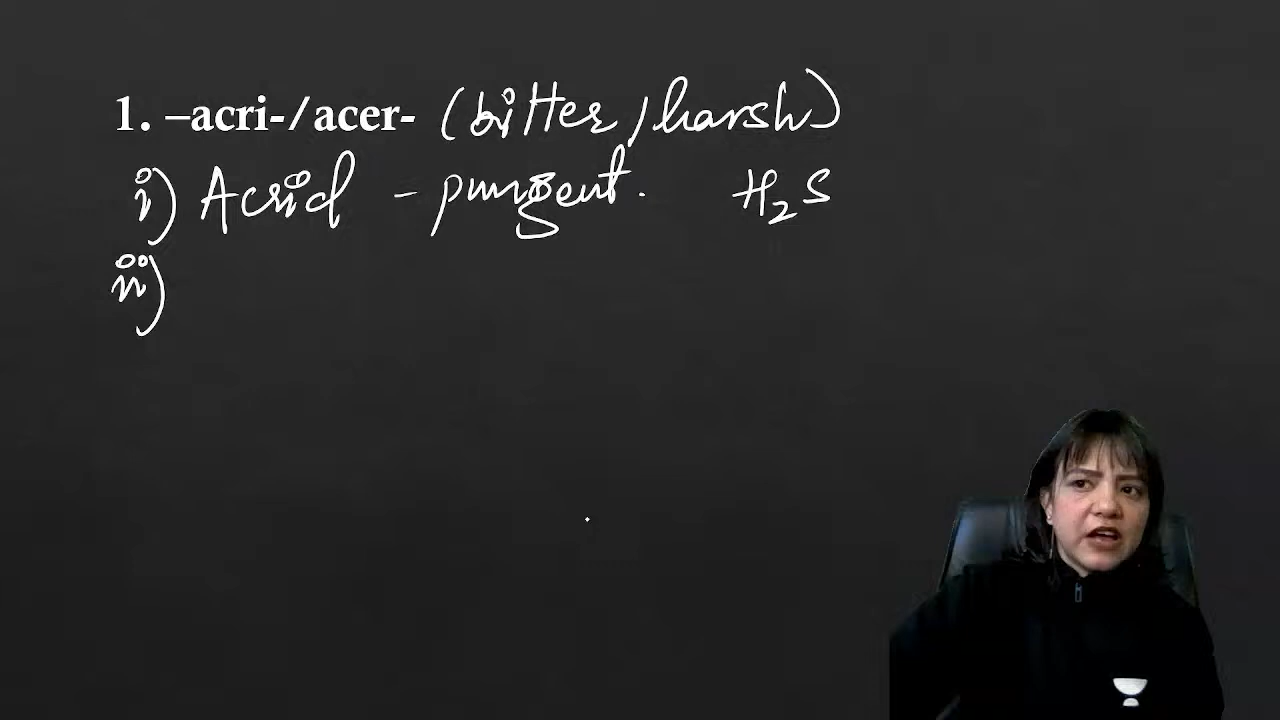 1. –acri-/acer- (bitter/harsh)
i) Acrid - pungent. H₂S
ii)